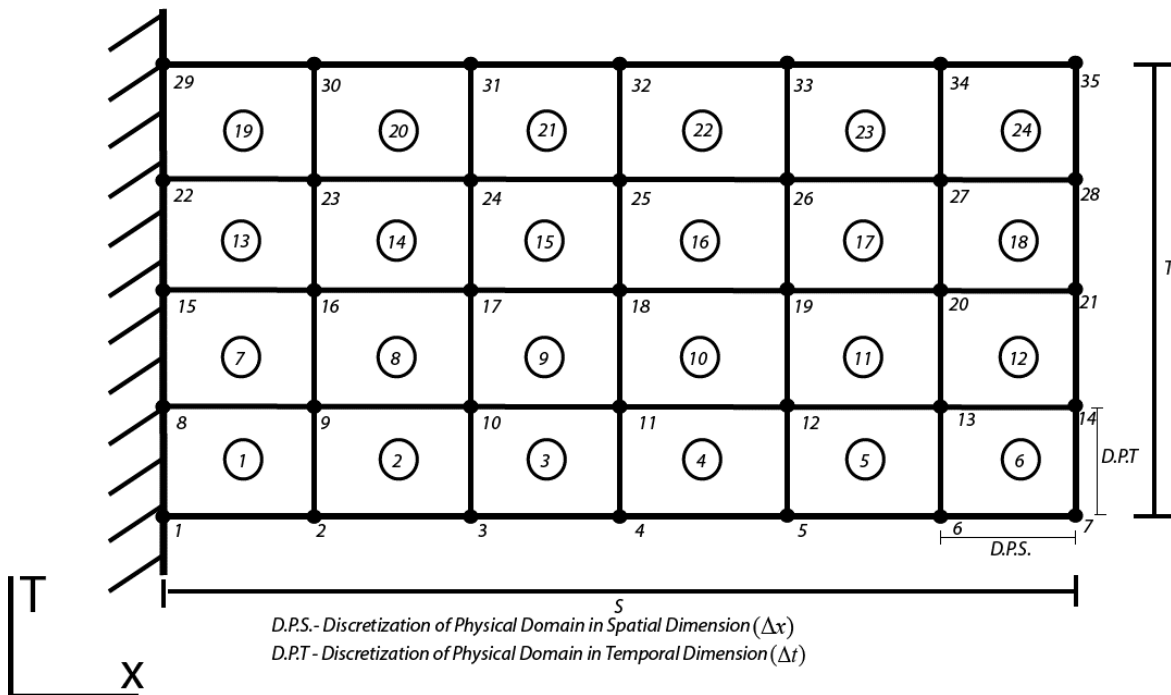 29 30 31 32 33 34 35
19 20 21 22 23 24
22 23 24 25 26 27 28
13 14 15 16 17 18
T
15 16 17 18 19 20 21
7 8 9 10 11 12
8 9 10 11 12 13 14
1 2 3 4 5 6
D.P.T
1 2 3 4 5 6 7
D.P.S.
T
S
D.P.S.- Discretization of Physical Domain in Spatial Dimension (Δx)
D.P.T - Discretization of Physical Domain in Temporal Dimension (Δt)
X